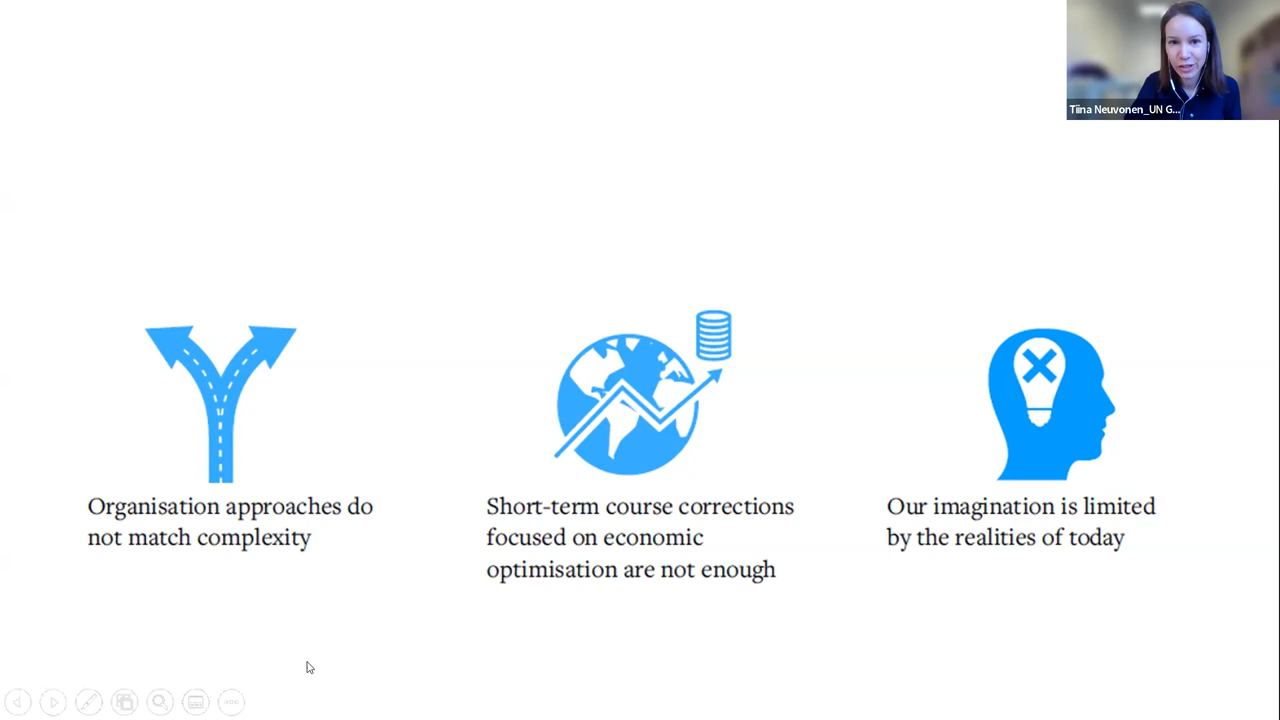 Tiina Neuvonen_UN G...
Organisation approaches do
not match complexity
Short-term course corrections
focused on economic
optimisation are not enough
Our imagination is limited
by the realities of today